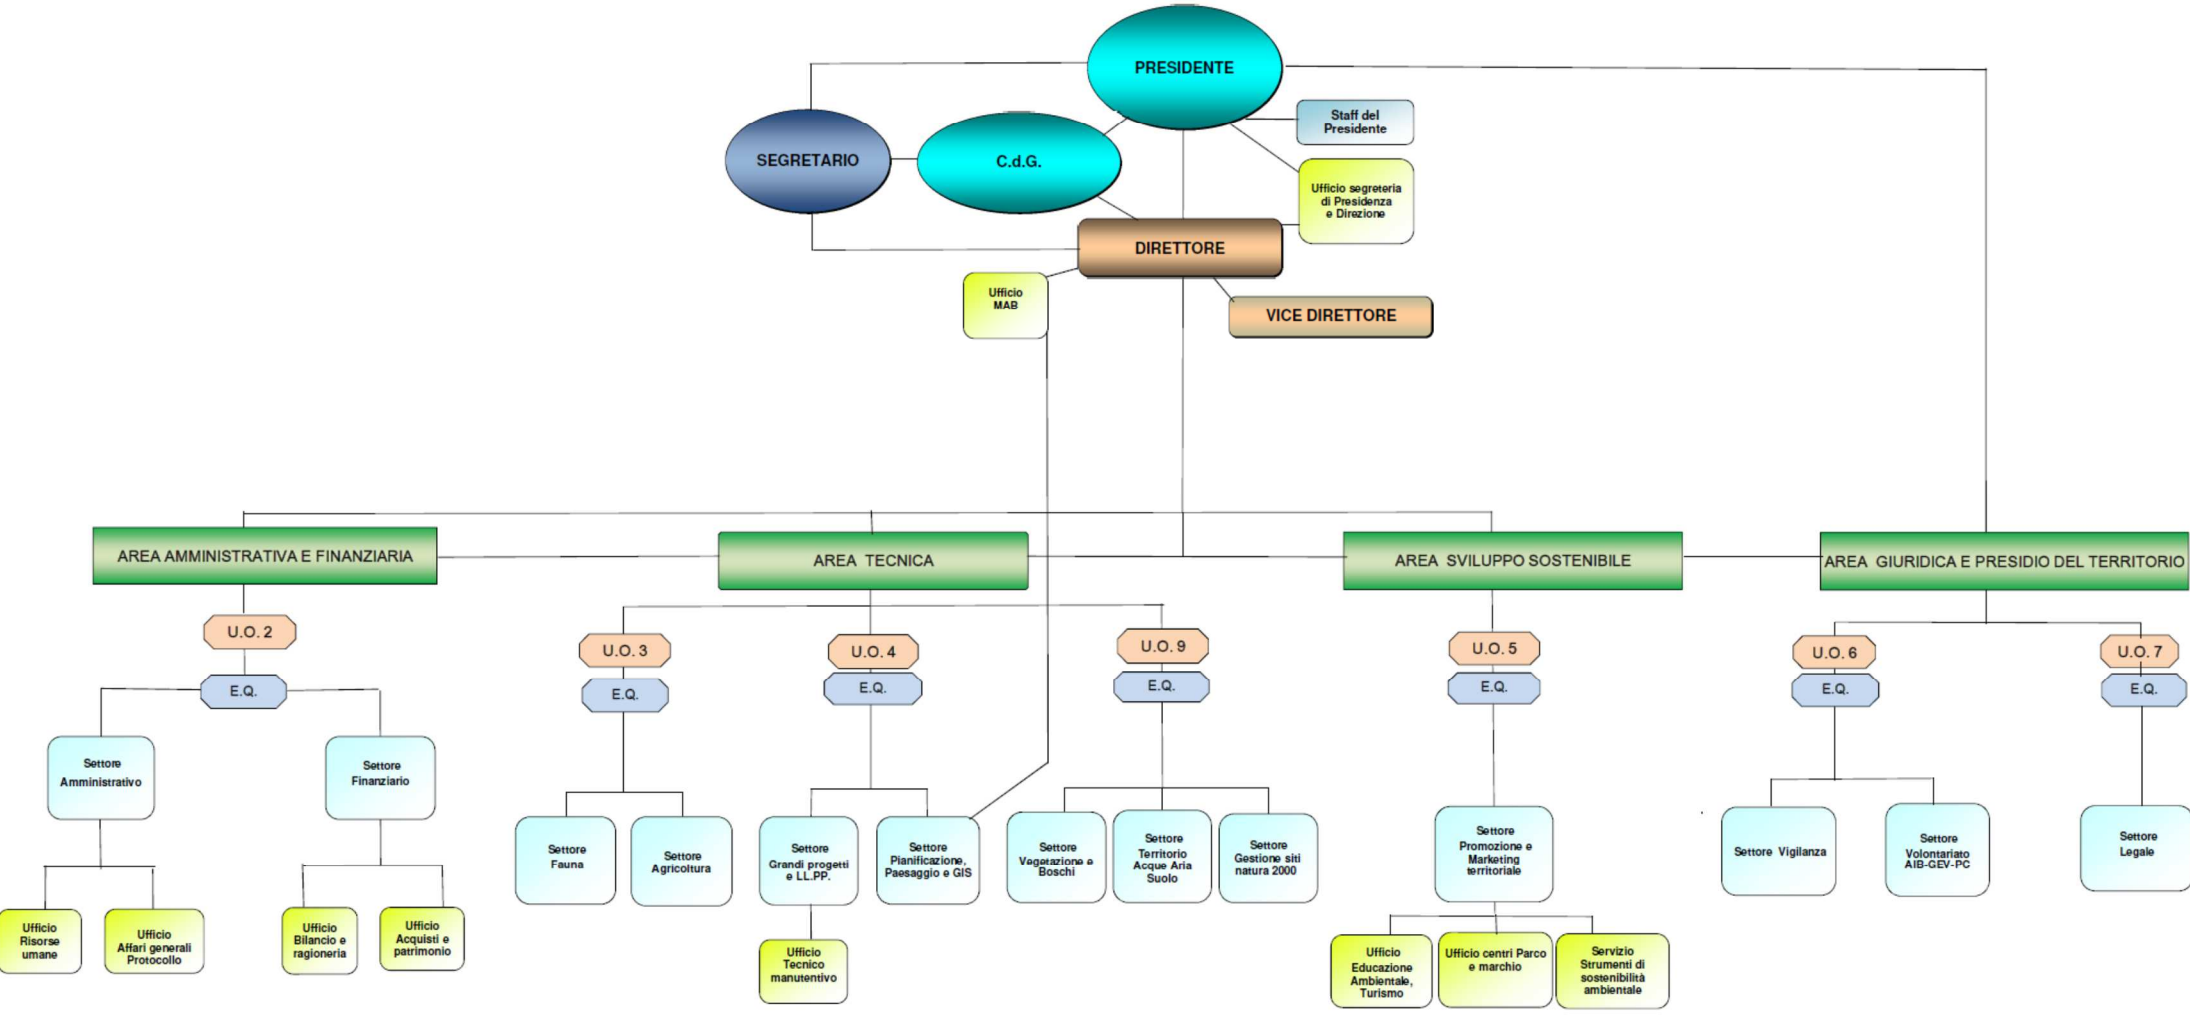 PRESIDENTE
Staff del
Presidente
SEGRETARIO
C.d.G.
Ufficio segreteria
di Presidenza
e Direzione
DIRETTORE
Ufficio
MAB
VICE DIRETTORE
AREA AMMINISTRATIVA E FINANZIARIA
AREA TECNICA
AREA SVILUPPO SOSTENIBILE
AREA GIURIDICA E PRESIDIO DEL TERRITORIO
U.O. 2
U.O. 3
U.O. 4
U.O. 9
U.O. 5
U.O. 6
U.O. 7
E.Q.
E.Q.
E.Q.
E.Q.
E.Q.
E.Q.
E.Q.
Settore
Amministrativo
Settore
Finanziario
Settore
Fauna
Settore
Agricoltura
Settore
Grandi progetti
e LL.PP.
Settore
Pianificazione,
Paesaggio e GIS
Settore
Vegetazione e
Boschi
Settore
Territorio
Acque Aria
Suolo
Settore
Gestione siti
natura 2000
Settore
Promozione e
Marketing
territoriale
Settore Vigilanza
Settore
Volontariato
AIB-GEV-PC
Settore
Legale
Ufficio
Risorse
umane
Ufficio
Affari generali
Protocollo
Ufficio
Bilancio e
ragioneria
Ufficio
Acquisti e
patrimonio
Ufficio
Tecnico
manutentivo
Ufficio
Educazione
Ambientale,
Turismo
Ufficio centri Parco
e marchio
Servizio
Strumenti di
sostenibilità
ambientale